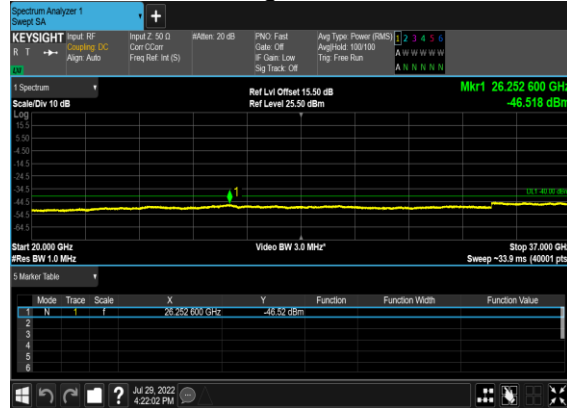 Spectrum Analyzer 1
Swept SA
+
KEYSIGHT Input: RF Input Z: 50 Ω #Atten: 20 dB PNO: Fast Avg Type: Power (RMS) 1 2 3 4 5 6
R T Coupling: DC Corr CCorr Gate: Off Avg|Hold: 100/100 A W W W W W
Align: Auto Freq Ref: Int (S) IF Gain: Low Trig: Free Run
Sig Track: Off A N N N N N
1 Spectrum Ref Lvl Offset 15.50 dB Mkr1 26.252 600 GHz
Scale/Div 10 dB Ref Level 25.50 dBm -46.518 dBm
Log
15.5
5.50
-4.50
-14.5
-24.5
-34.5 1 DL1 -40.00 dBm
-44.5
-54.5
-64.5
Start 20.000 GHz Video BW 3.0 MHz* Stop 37.000 GHz
#Res BW 1.0 MHz Sweep ~33.9 ms (40001 pts)
5 Marker Table
Mode Trace Scale X Y Function Function Width Function Value
1 N 1 f 26.252 600 GHz -46.52 dBm
2
3
4
5
6
? Jul 29, 2022
4:22:02 PM